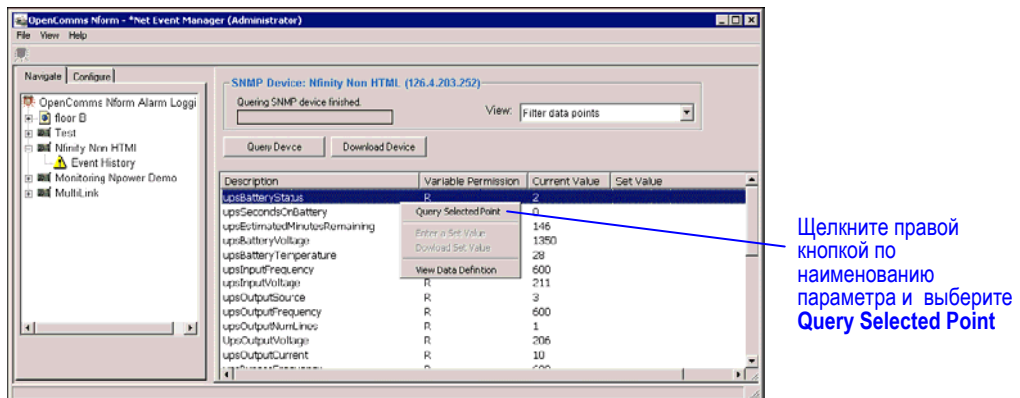 OpenComms Nform - *Net Event Manager (Administrator)
File View Help
Navigate Configure
OpenComms Nform Alarm Loggi
floor B
Test
Nfinity Non HTMl
Event History
Monitoring Npower Demo
MultiLink
SNMP Device: Nfinity Non HTML (126.4.203.252)
Quering SNMP device finished.
View: Filter data points
Query Device Download Device
Description Variable Permission Current Value Set Value
upsBatteryStatus R 2
upsSecondsOnBattery 0
upsEstimatedMinutesRemaining 146
upsBatteryVoltage 1350
upsBatteryTemperature 28
upsInputFrequency 600
upsInputVoltage R 211
upsOutputSource R 3
upsOutputFrequency R 600
upsOutputNumLines R 1
UpsOutputVoltage R 206
upsOutputCurrent R 10
Query Selected Point
Enter a Set Value
Dowload Set Value
View Data Defintion
Щелкните правой
кнопкой по
наименованию
параметра и выберите
Query Selected Point